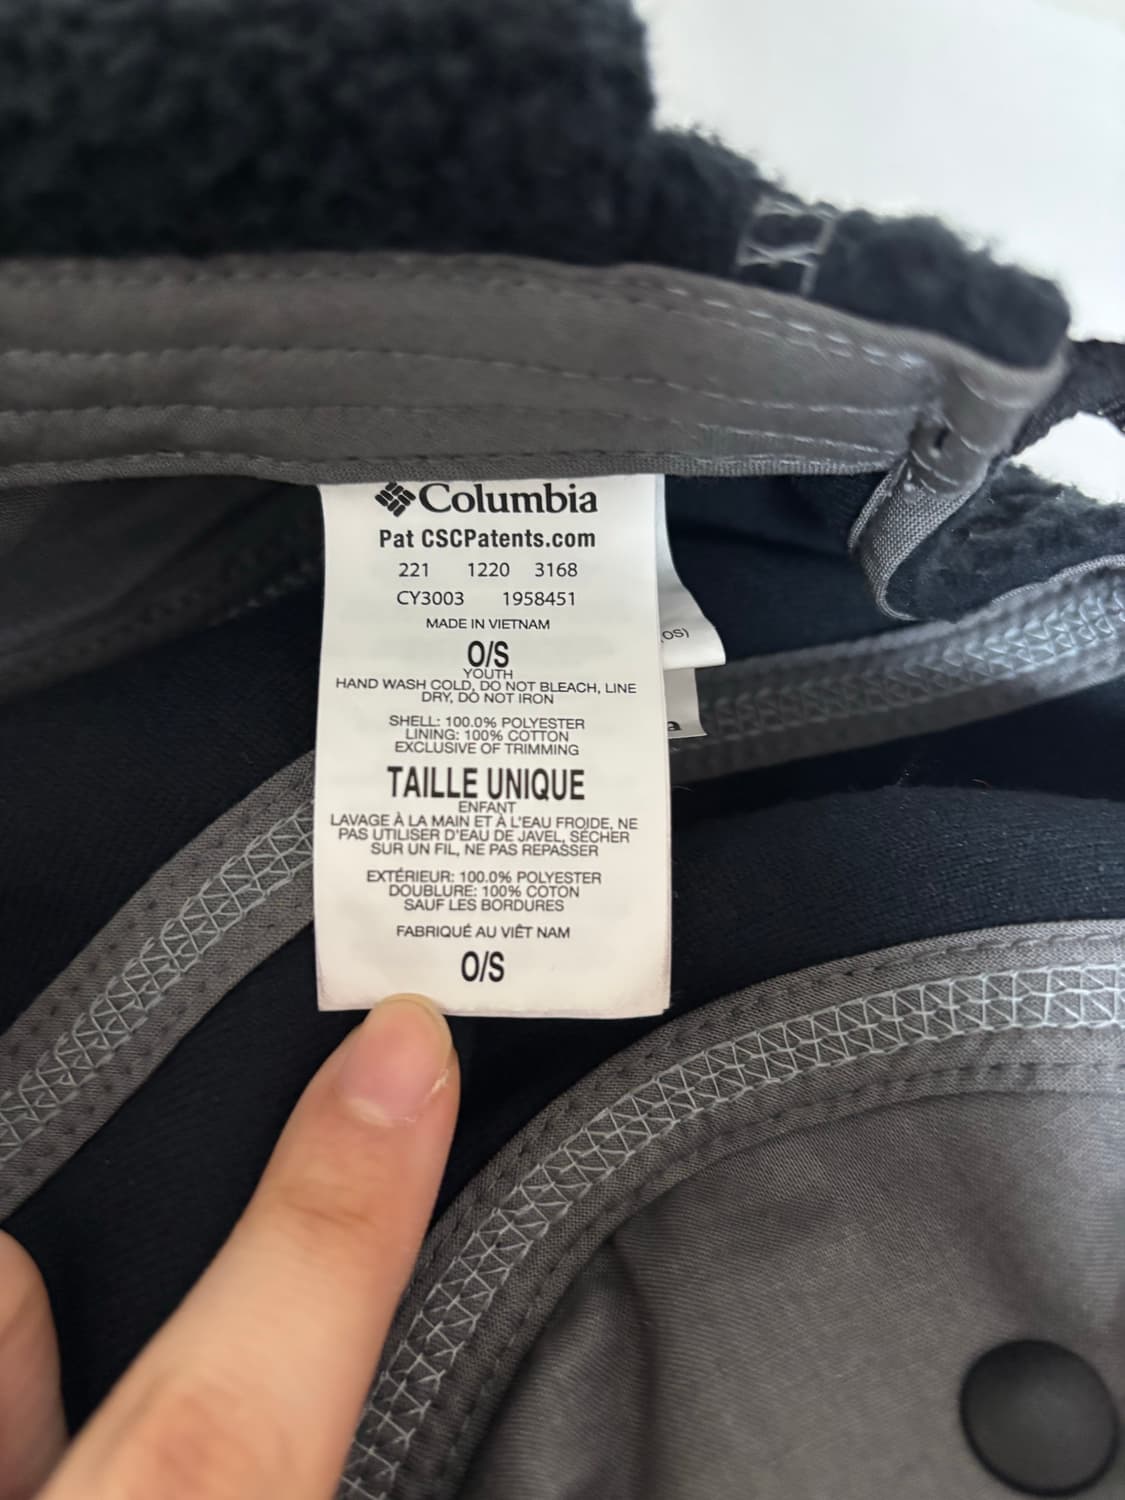 Columbia
Pat CSCPatents.com
221 1220 3168
CY3003 1958451
MADE IN VIETNAM
O/S
YOUTH
HAND WASH COLD, DO NOT BLEACH, LINE
DRY, DO NOT IRON
SHELL: 100.0% POLYESTER
LINING: 100% COTTON
EXCLUSIVE OF TRIMMING
TAILLE UNIQUE
ENFANT
LAVAGE À LA MAIN ET À L'EAU FROIDE, NE
PAS UTILISER D'EAU DE JAVEL, SÉCHER
SUR UN FIL, NE PAS REPASSER
EXTÉRIEUR: 100.0% POLYESTER
DOUBLURE: 100% COTON
SAUF LES BORDURES
FABRIQUÉ AU VIÊT NAM
O/S
OS)
a